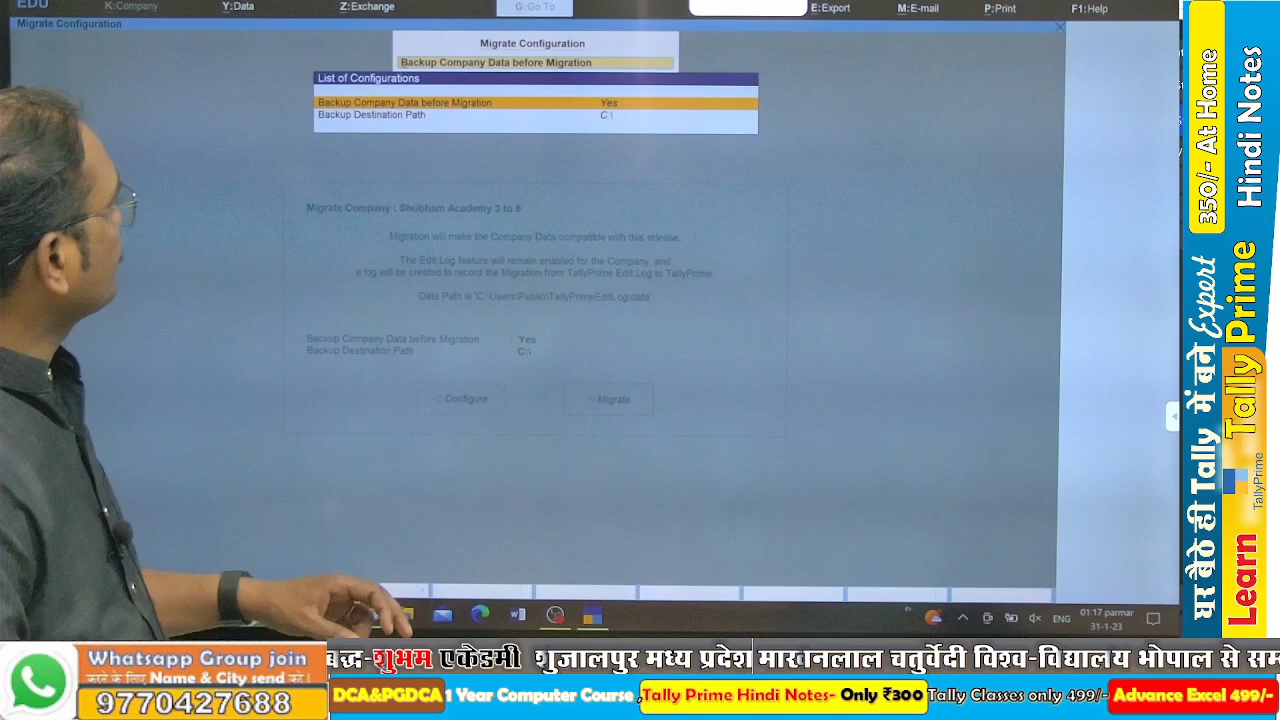 EDU
K:Company
Y:Data
Z:Exchange
G:Go To
E:Export
M:E-mail
P:Print
F1:Help
Migrate Configuration
Migrate Configuration
Backup Company Data before Migration
List of Configurations
Backup Company Data before Migration Yes
Backup Destination Path C:\
Migrate Company : Shubham Academy 3 to 5
Migration will make the Company Data compatible with this release.
The Edit Log feature will remain enabled for the Company, and
a log will be created to record the Migration from TallyPrime Edit Log to TallyPrime.
Data Path is 'C:\Users\Public\TallyPrimeEditLog\data'
Backup Company Data before Migration : Yes
Backup Destination Path C:\
C: Configure
Migrate
ENG
01:17 parmar
31-1-23
घर बैठे ही Tally में बने Expert
350/- At Home
Learn TallyPrime Hindi Notes
TallyPrime
Whatsapp Group join
करने के लिए Name & City send करे !
9770427688
बद्ध-शुभम एकेडमी शुजालपुर मध्य प्रदेश माखनलाल चतुर्वेदी विश्व-विद्यालय भोपाल से सम
DCA&PGDCA 1 Year Computer Course , Tally Prime Hindi Notes- Only ₹300 Tally Classes only 499/- Advance Excel 499/-